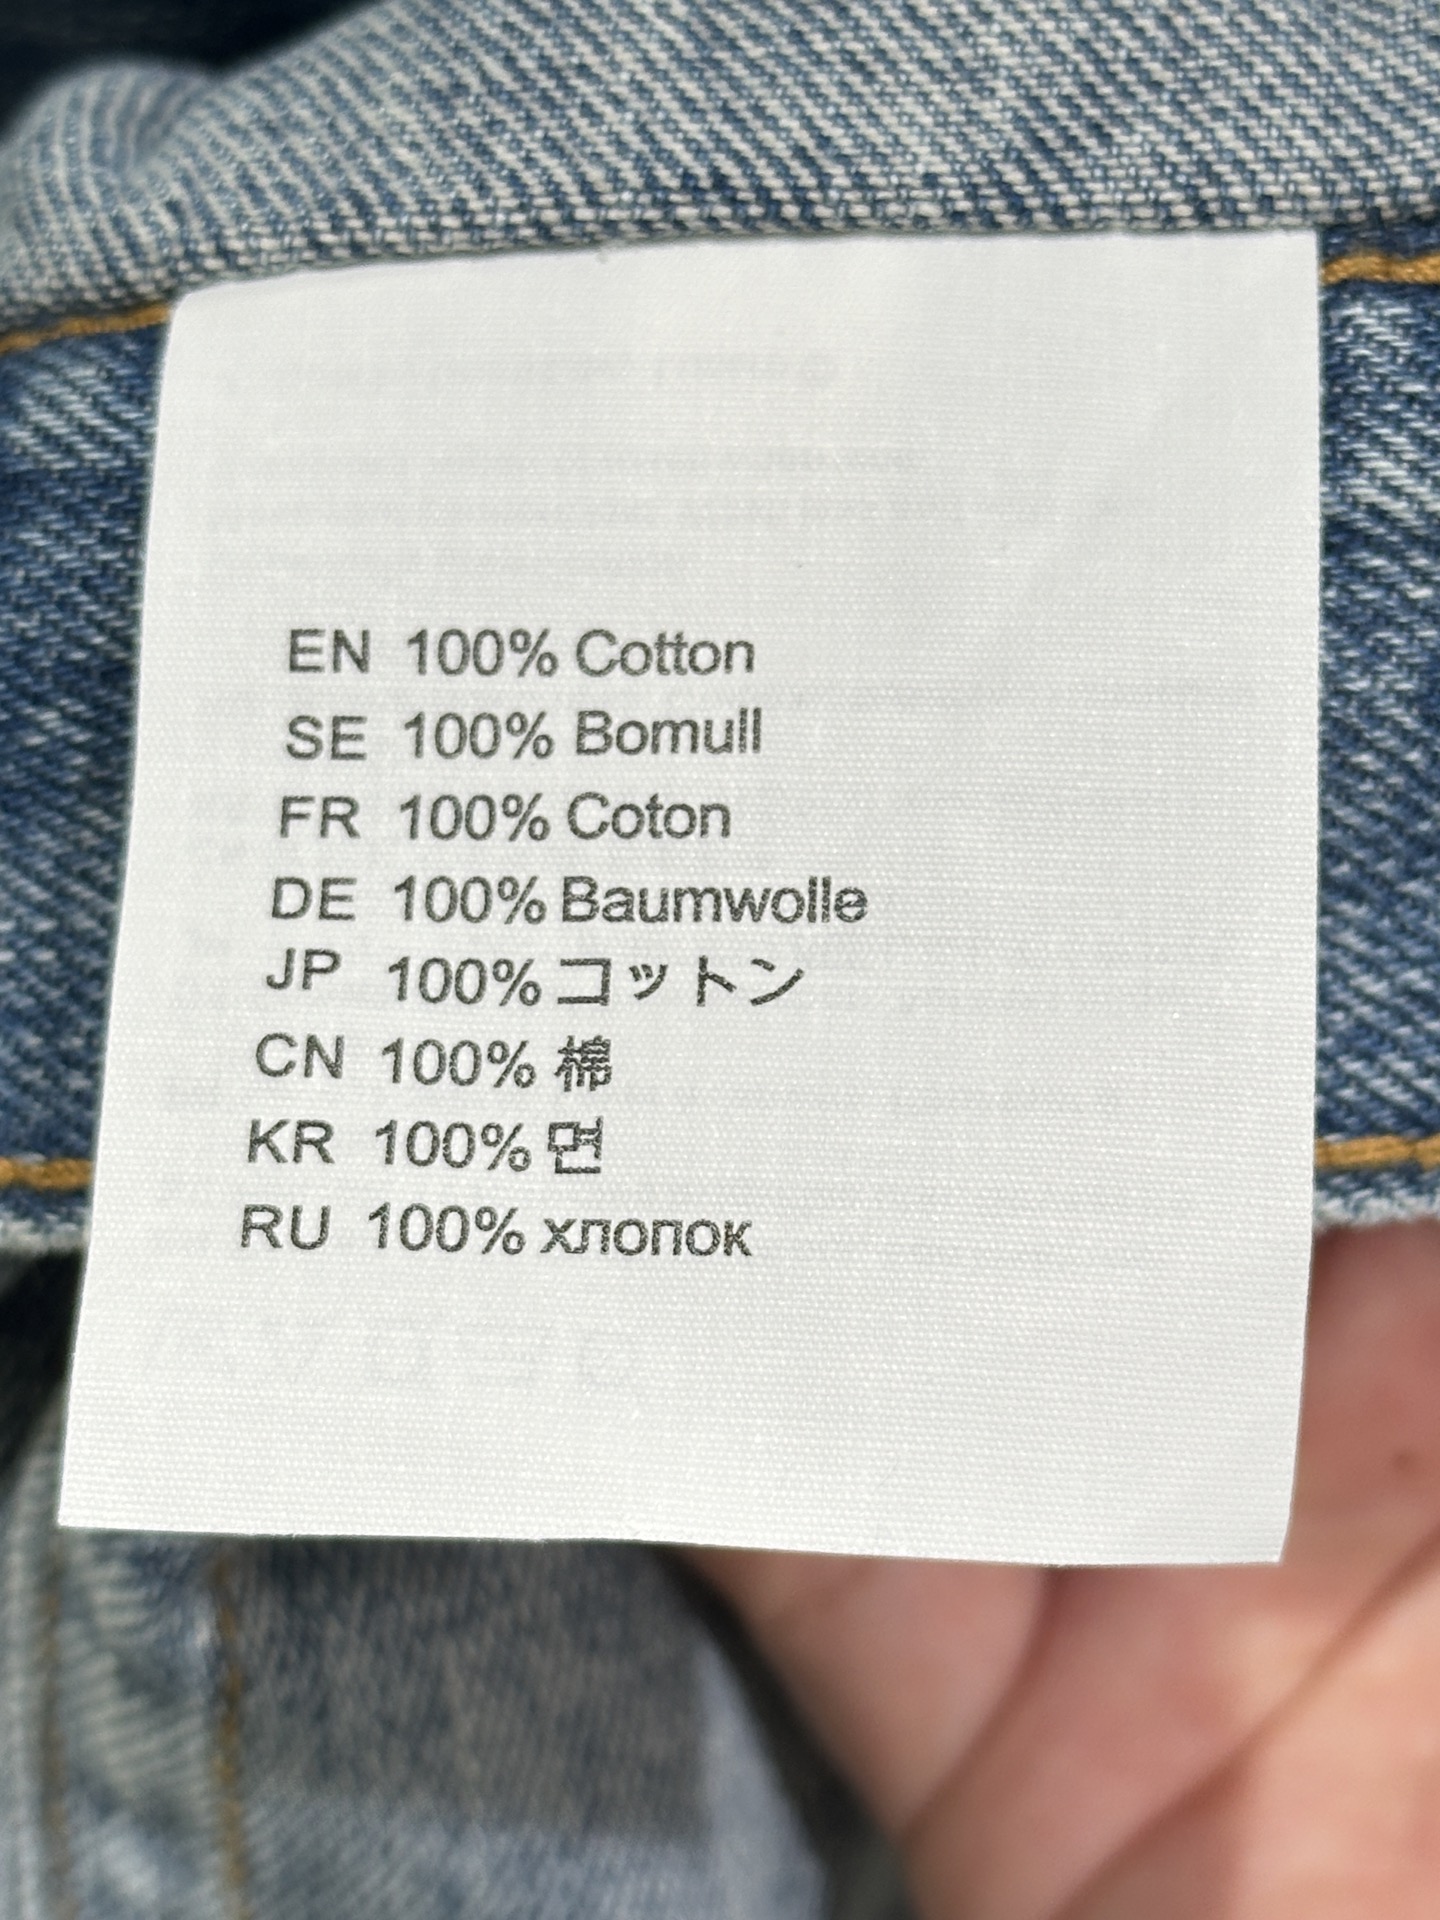 EN 100% Cotton
SE 100% Bomull
FR 100% Coton
DE 100% Baumwolle
JP 100% コットン
CN 100% 棉
KR 100% 면
RU 100% хлопок